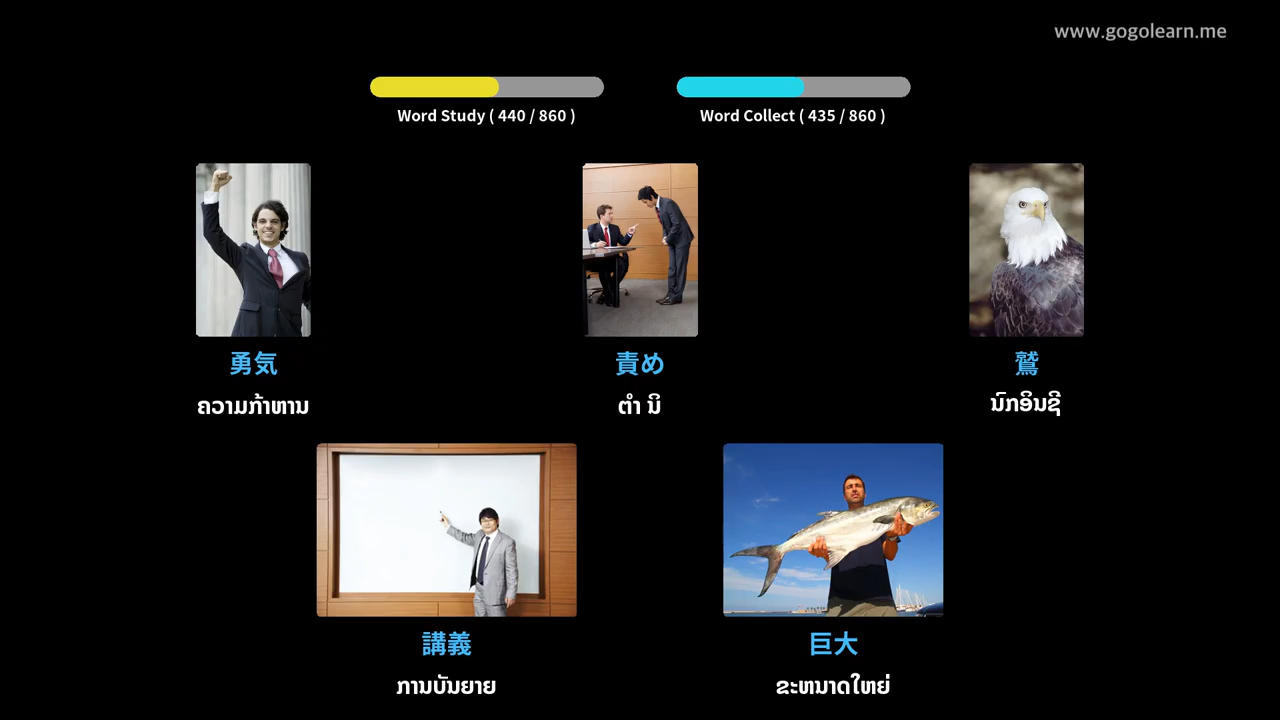 www.gogolearn.me
Word Study ( 440 / 860 )
Word Collect ( 435 / 860 )
勇気
責め
鷲
ຄວາມກ້າຫານ
ຕຳ ນິ
ນົກອິນຊີ
講義
巨大
ການບັນຍາຍ
ຂະຫນາດໃຫຍ່